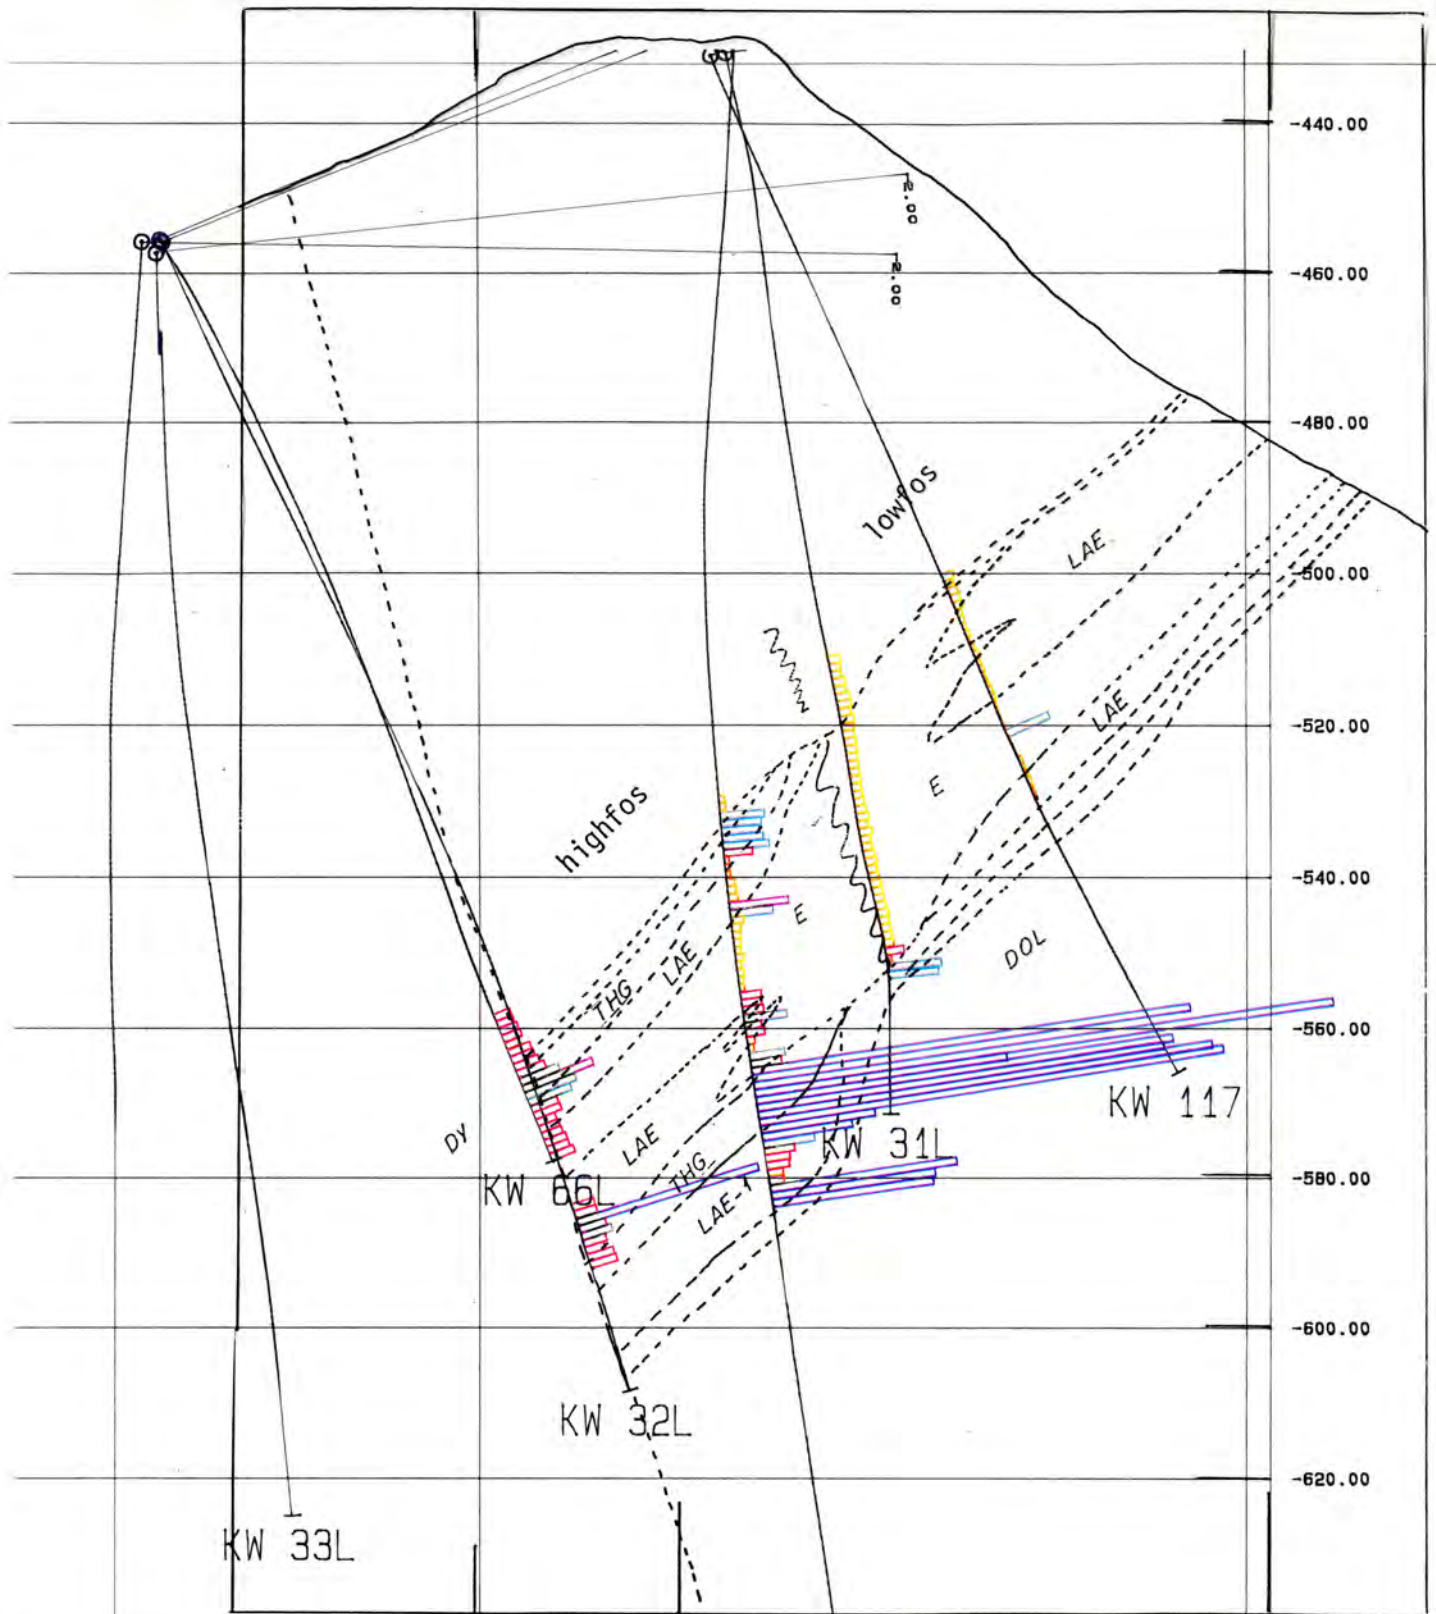 -440.00
2.00
-460.00
2.00
-480.00
lowfos
LAE
-500.00
LAE
-520.00
E
highfos
-540.00
E
DOL
LAE
THG
-560.00
KW 117
DY
LAE
KW 31L
THG
-580.00
KW 66L
LAE
-600.00
KW 32L
-620.00
KW 33L